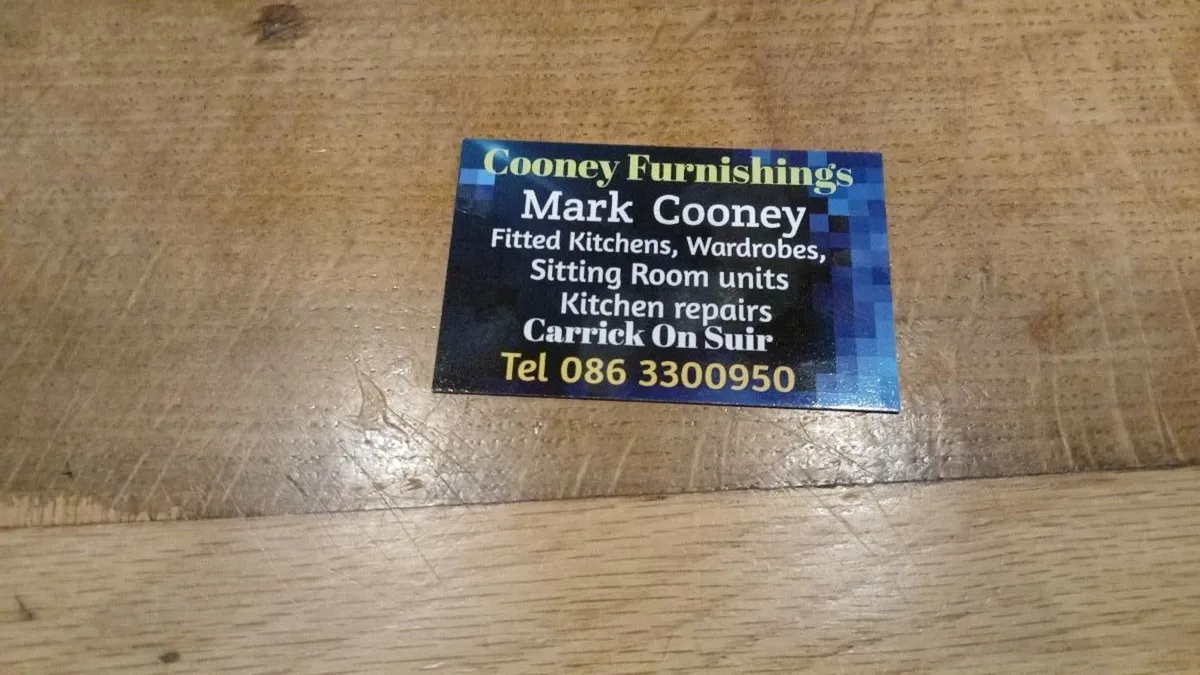 Cooney Furnishings
Mark Cooney
Fitted Kitchens, Wardrobes,
Sitting Room units
Kitchen repairs
Carrick On Suir
Tel 086 3300950